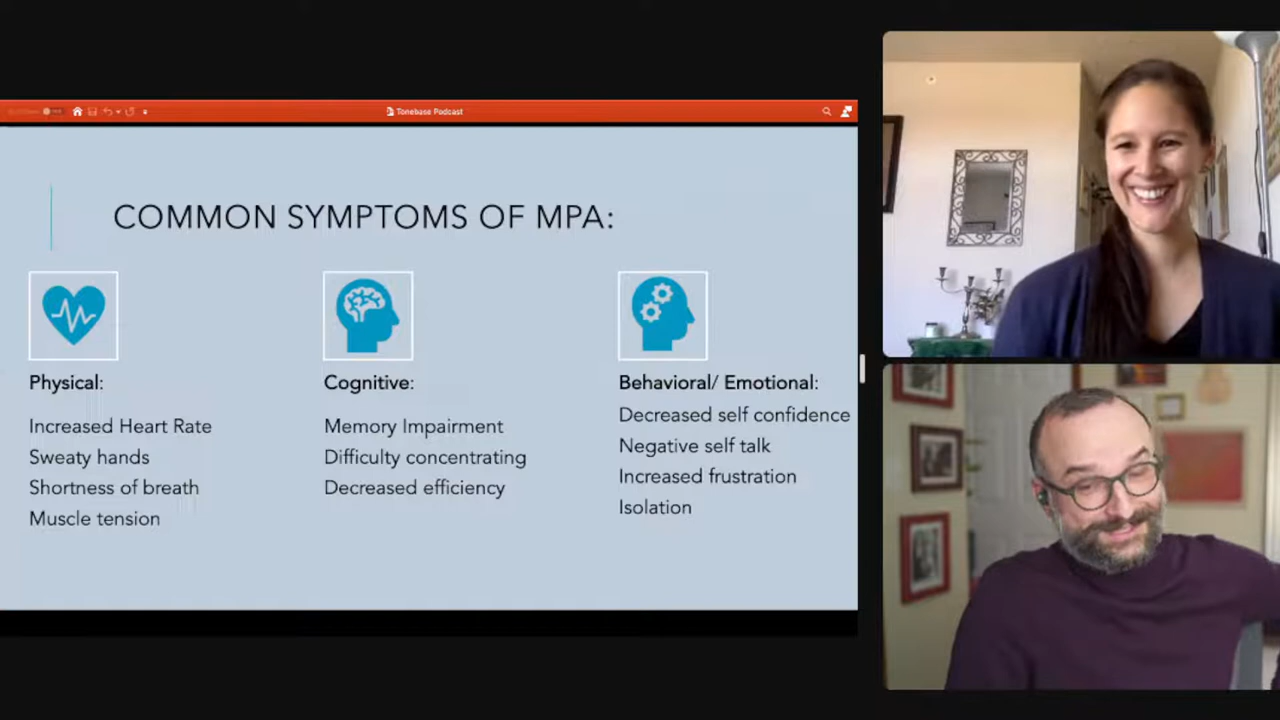 Tonebase Podcast
COMMON SYMPTOMS OF MPA:
Physical:
Increased Heart Rate
Sweaty hands
Shortness of breath
Muscle tension
Cognitive:
Memory Impairment
Difficulty concentrating
Decreased efficiency
Behavioral/ Emotional:
Decreased self confidence
Negative self talk
Increased frustration
Isolation